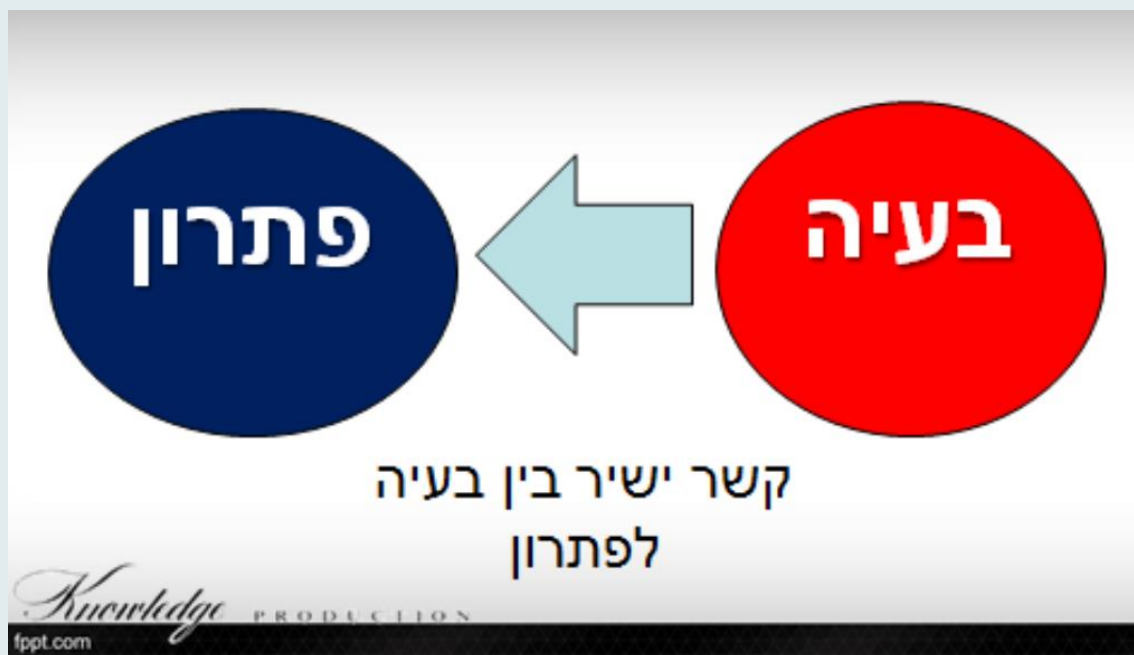 בעיה
פתרון
קשר ישיר בין בעיה
לפתרון
Knowledge PRODUCTION
fppt.com